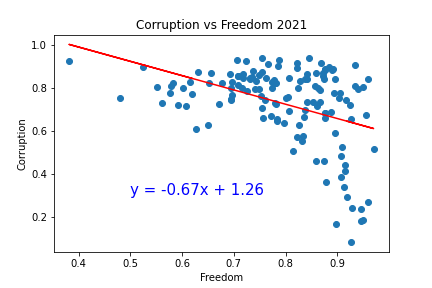 Corruption vs Freedom 2021
1.0
0.8
0.6
0.4
0.2
Corruption
y = -0.67x + 1.26
0.4 0.5 0.6 0.7 0.8 0.9
Freedom